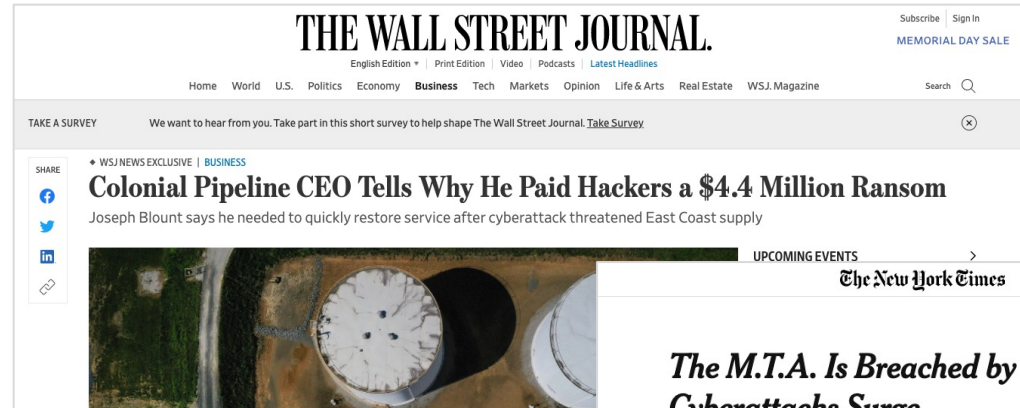 THE WALL STREET JOURNAL.
Subscribe Sign In
MEMORIAL DAY SALE
English Edition Print Edition Video Podcasts Latest Headlines
Home World U.S. Politics Economy Business Tech Markets Opinion Life & Arts Real Estate WSJ. Magazine Search
TAKE A SURVEY We want to hear from you. Take part in this short survey to help shape The Wall Street Journal. Take Survey
SHARE
WSJ NEWS EXCLUSIVE | BUSINESS
Colonial Pipeline CEO Tells Why He Paid Hackers a $4.4 Million Ransom
Joseph Blount says he needed to quickly restore service after cyberattack threatened East Coast supply
UPCOMING EVENTS
The New York Times
The M.T.A. Is Breached by
Cyberattacks Surge